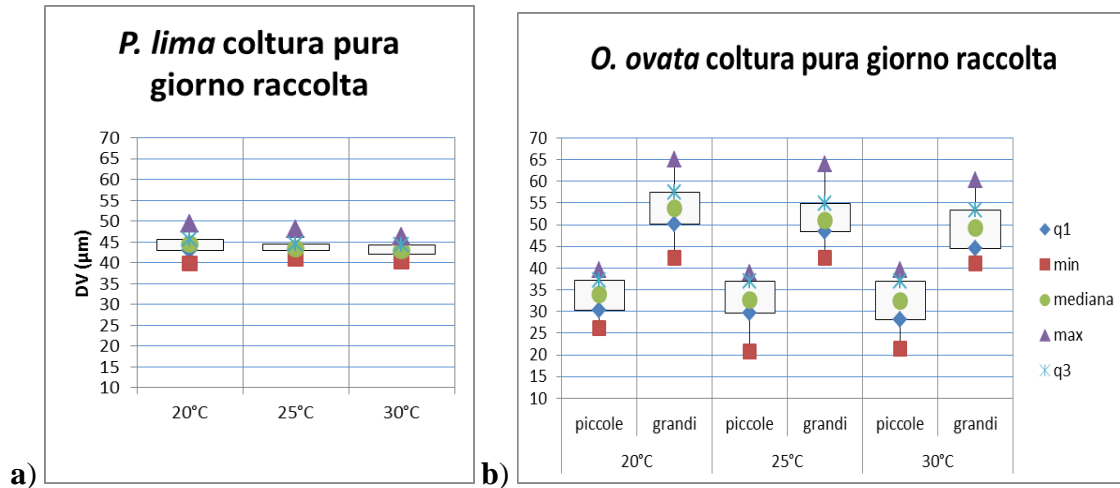 P. lima coltura pura
giorno raccolta
DV (µm)
70
65
60
55
50
45
40
35
30
25
20
15
10
20°C 25°C 30°C
a)
O. ovata coltura pura giorno raccolta
70
65
60
55
50
45
40
35
30
25
20
15
10
piccole grandi piccole grandi piccole grandi
20°C 25°C 30°C
q1
min
mediana
max
q3
b)